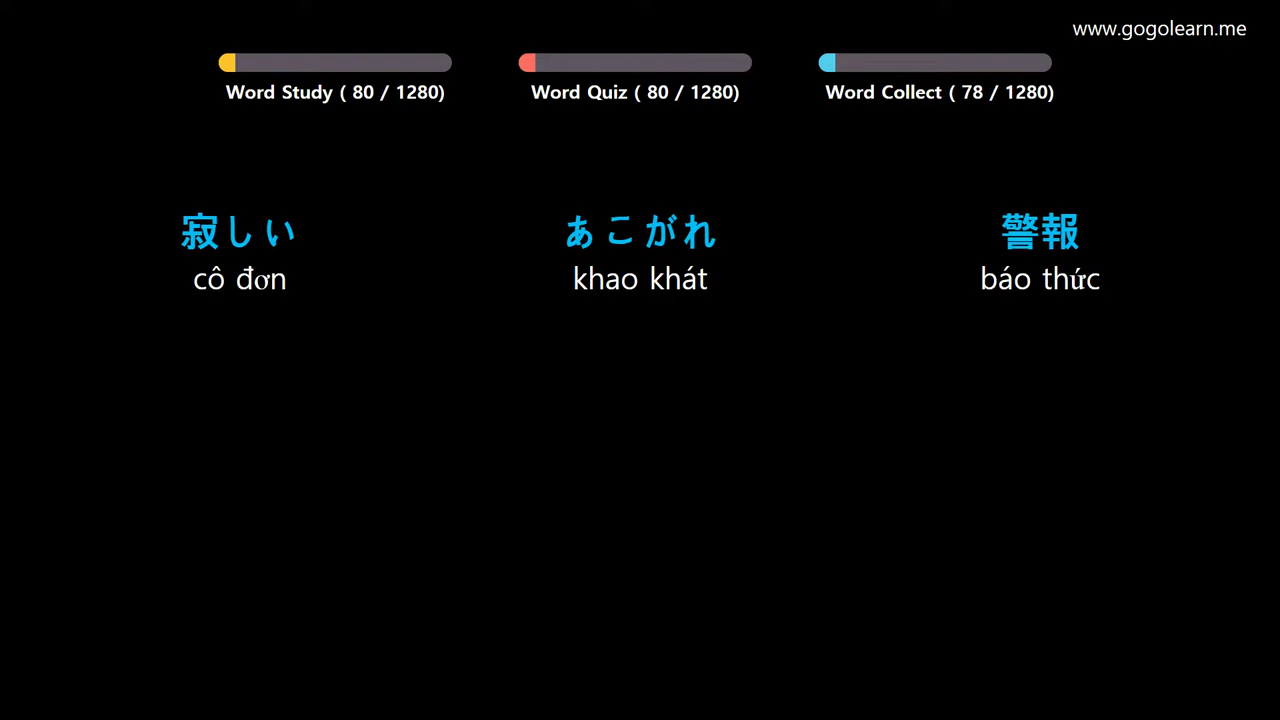 www.gogolearn.me
Word Study ( 80 / 1280)
Word Quiz ( 80 / 1280)
Word Collect ( 78 / 1280)
寂しい
cô đơn
あこがれ
khao khát
警報
báo thức